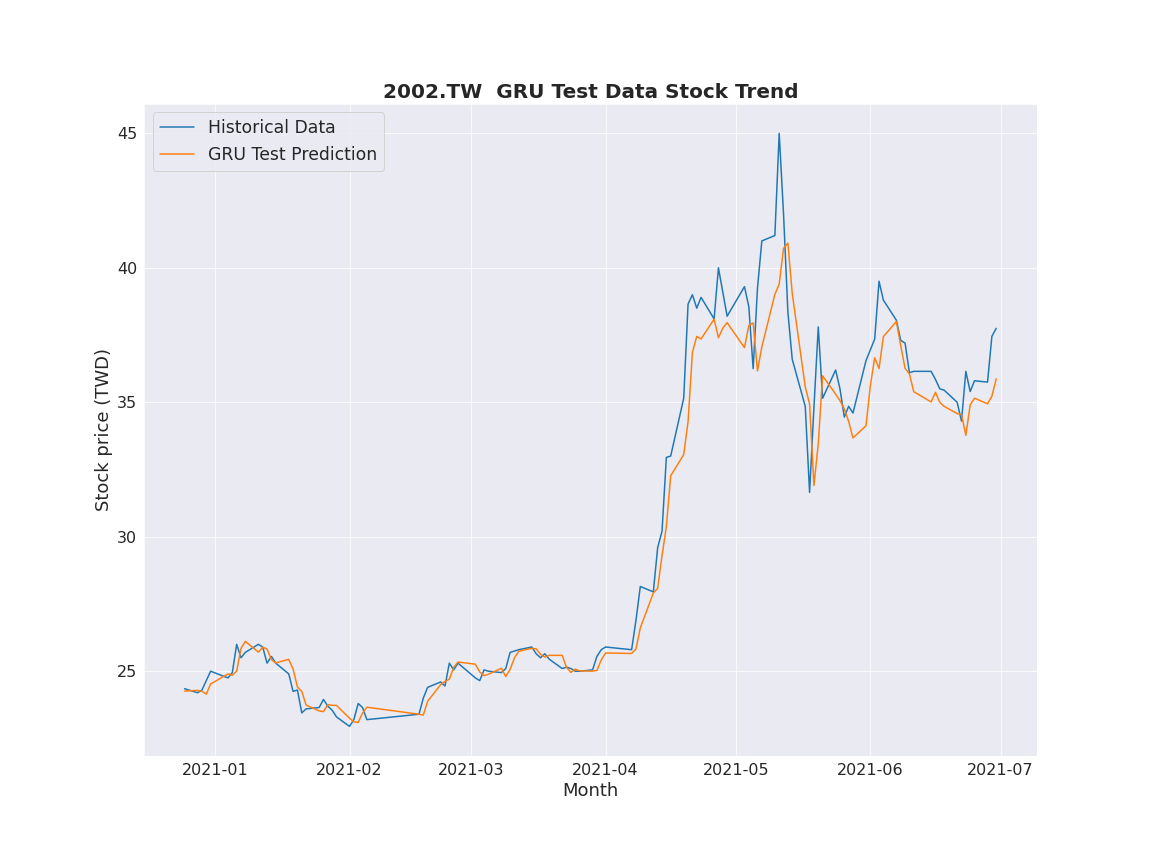 2002.TW  GRU Test Data Stock Trend
Historical Data
GRU Test Prediction
45
40
35
30
25
Stock price (TWD)
2021-01 2021-02 2021-03 2021-04 2021-05 2021-06 2021-07
Month